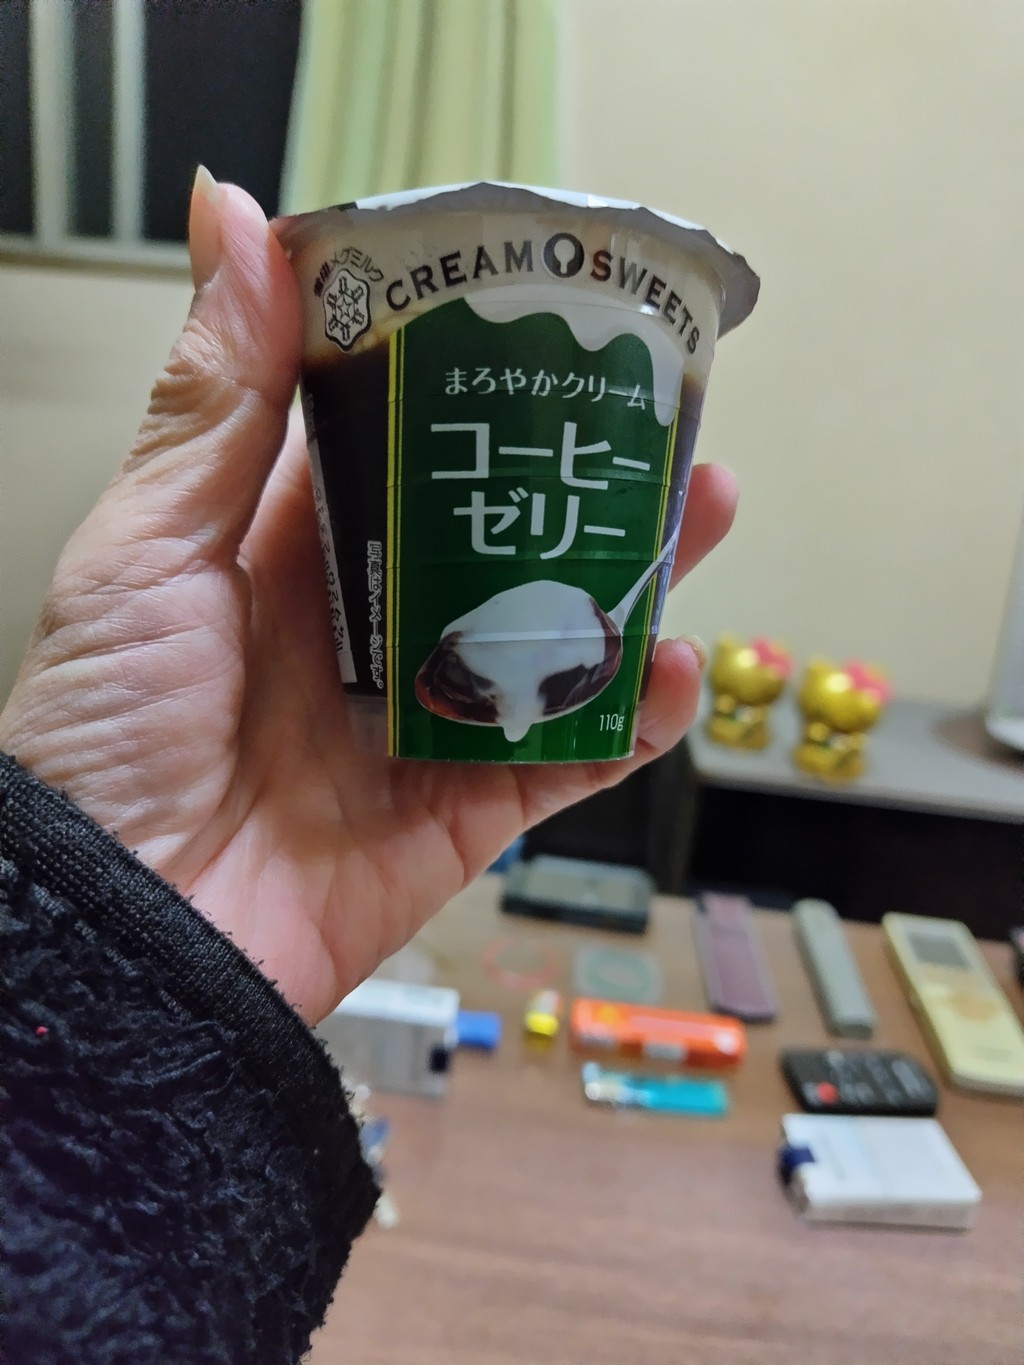 雪印メグミルク
CREAM SWEETS
まろやかクリーム
コーヒー
ゼリー
写真はイメージです。
110g